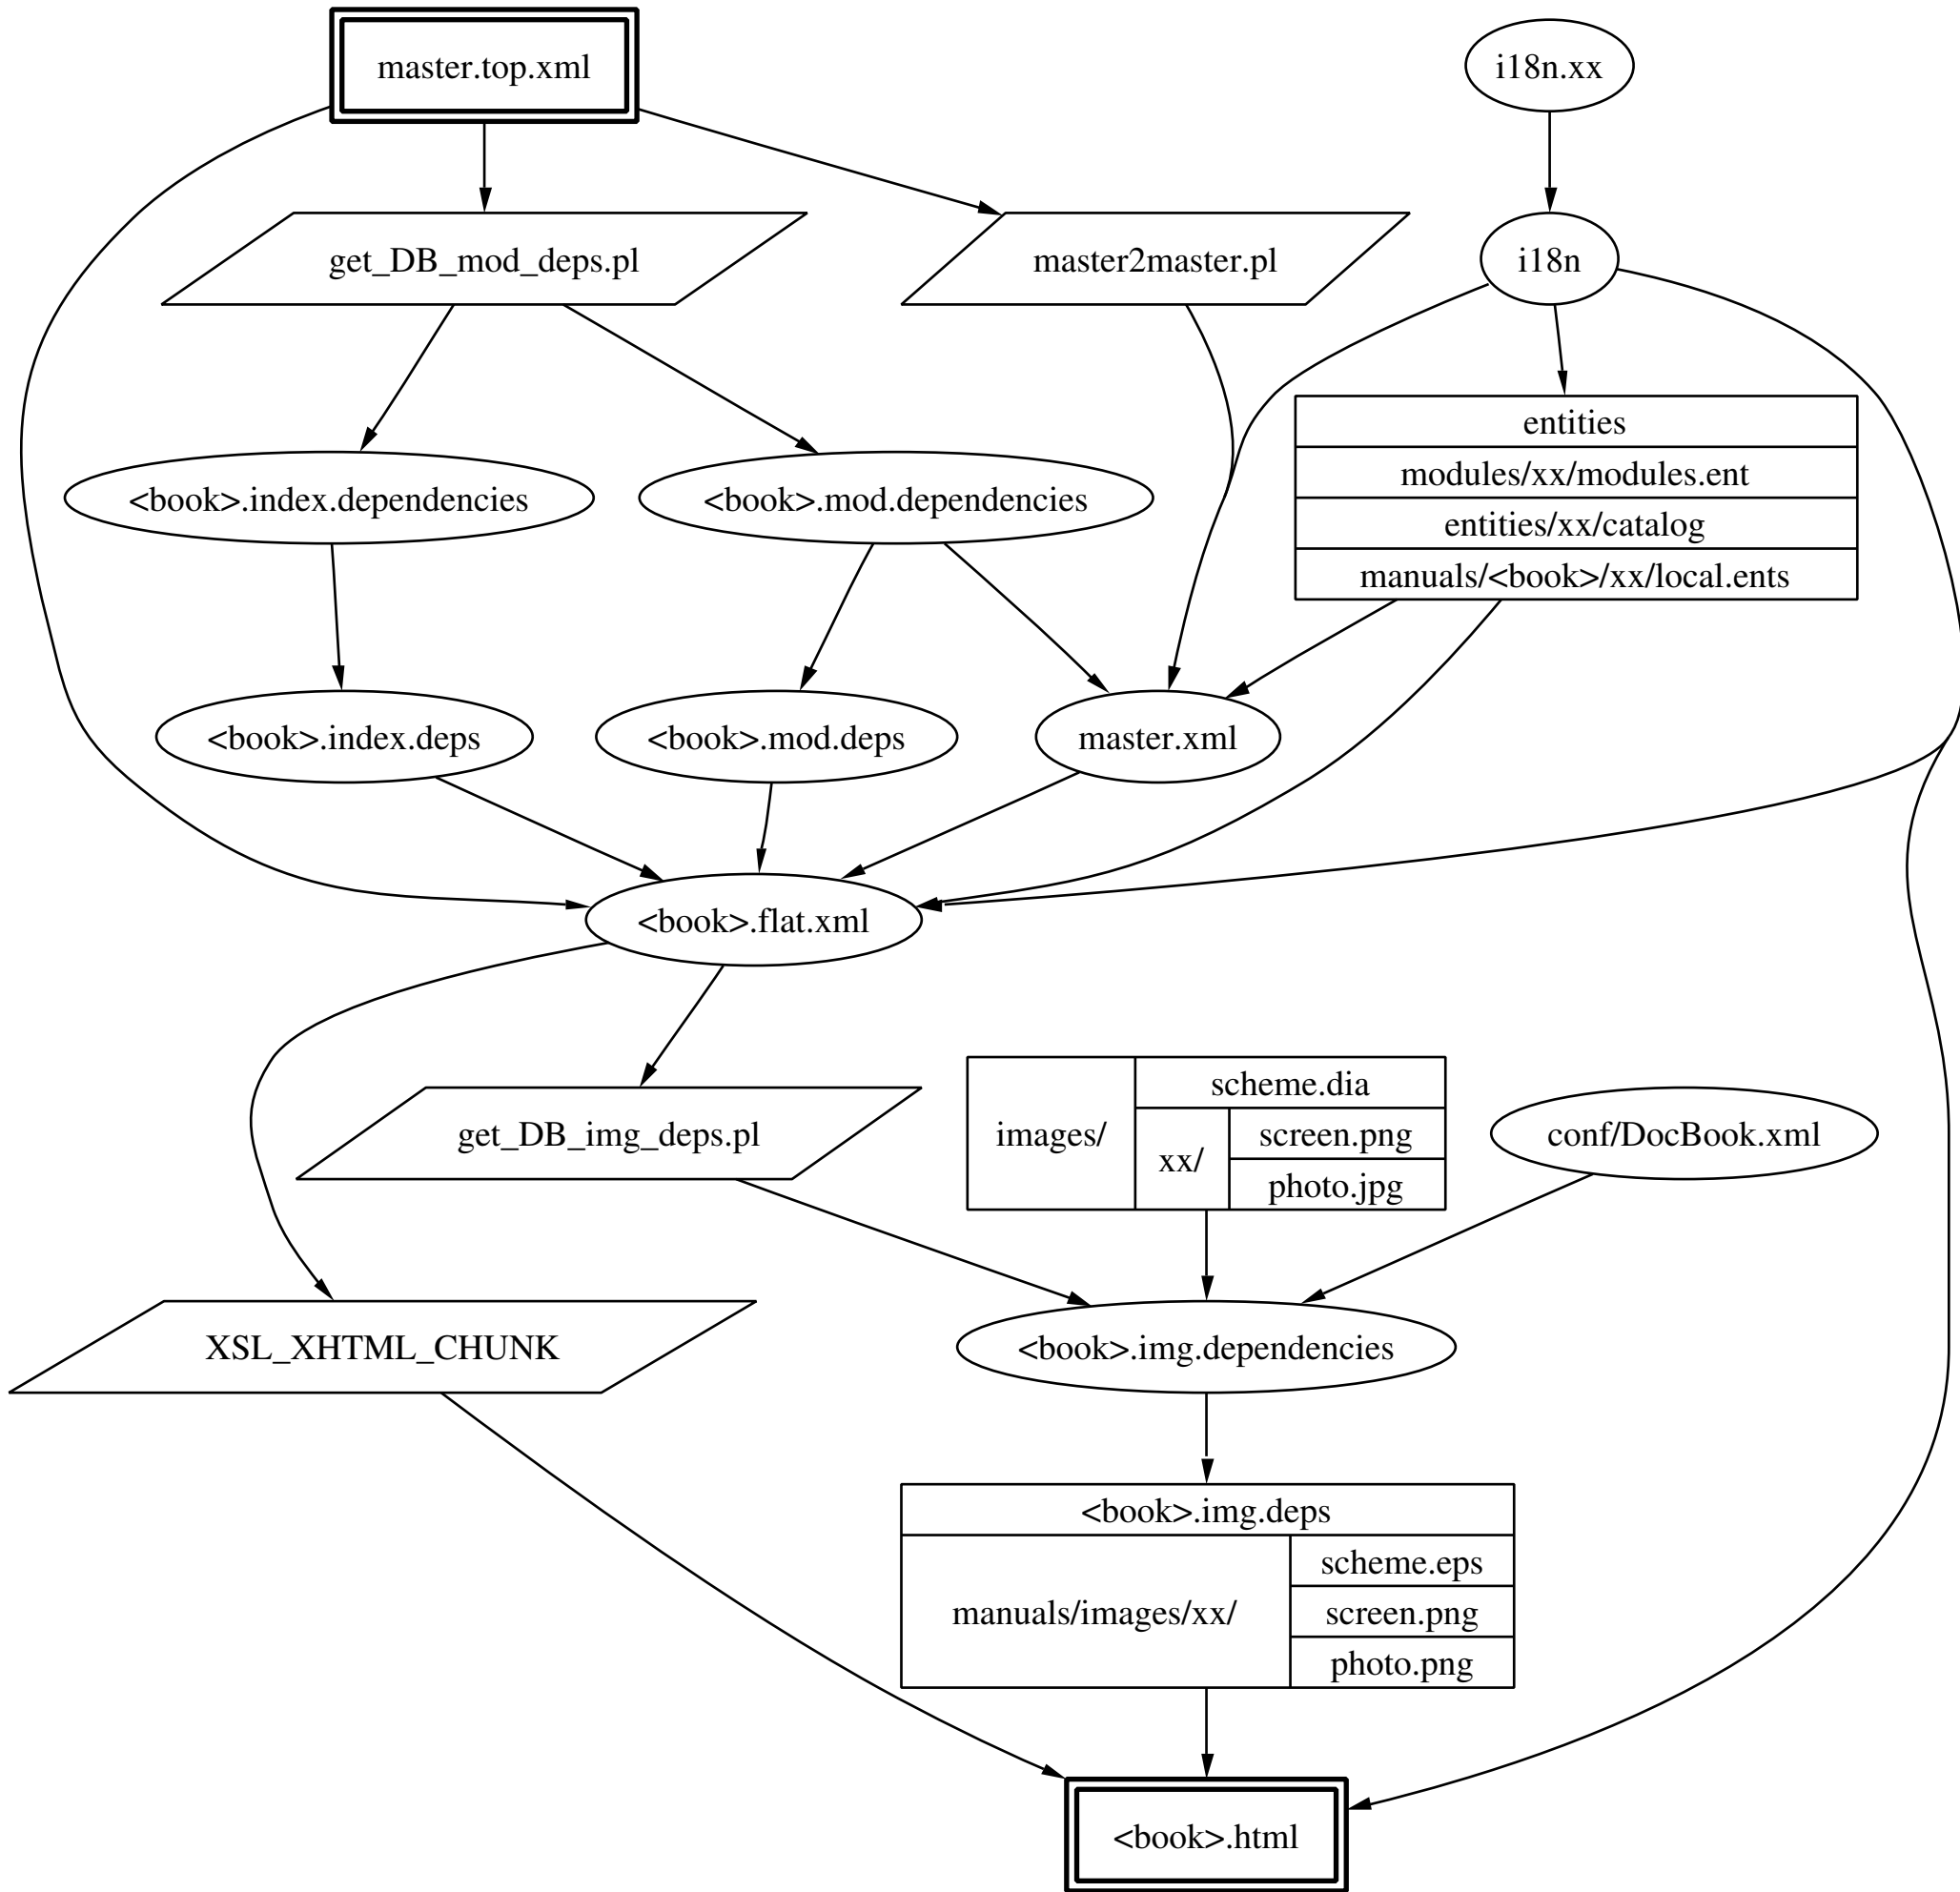 master.top.xml
i18n.xx
get_DB_mod_deps.pl
master2master.pl
i18n
entities
modules/xx/modules.ent
entities/xx/catalog
manuals/<book>/xx/local.ents
<book>.index.dependencies
<book>.mod.dependencies
<book>.index.deps
<book>.mod.deps
master.xml
<book>.flat.xml
get_DB_img_deps.pl
images/
scheme.dia
xx/
screen.png
photo.jpg
conf/DocBook.xml
XSL_XHTML_CHUNK
<book>.img.dependencies
<book>.img.deps
manuals/images/xx/
scheme.eps
screen.png
photo.png
<book>.html